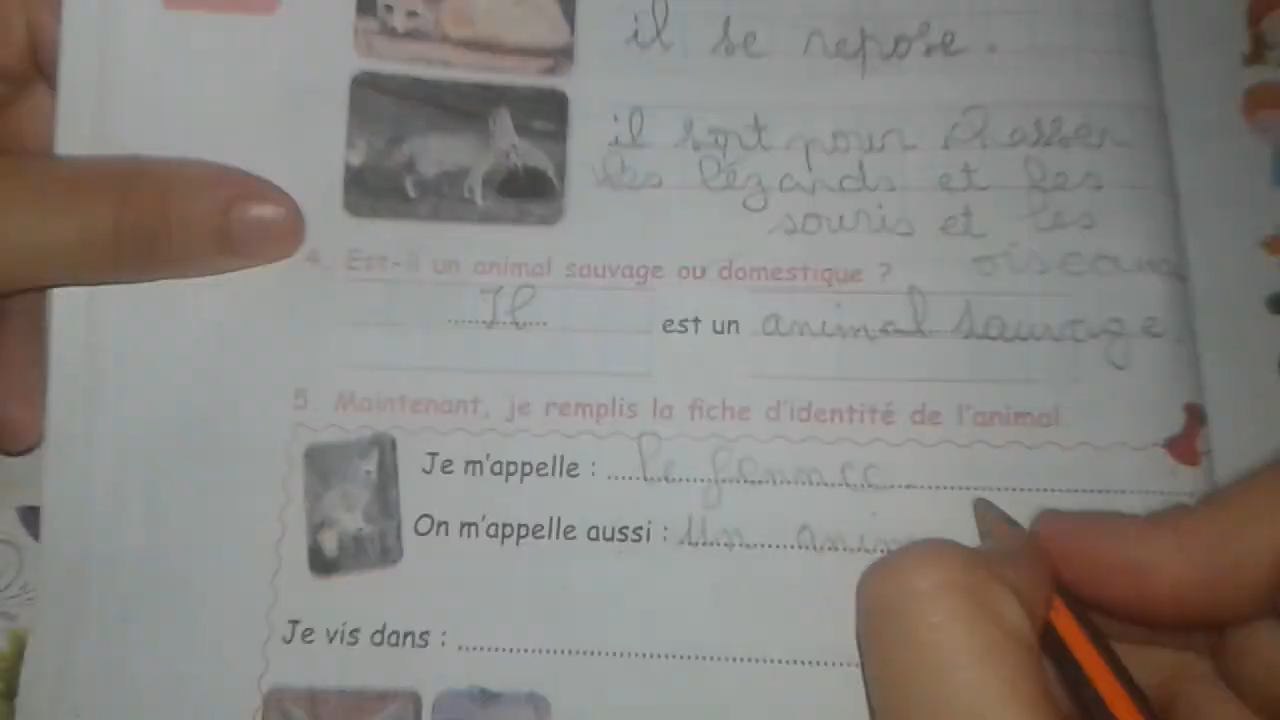 il se repose.
il sort pour chasser
les lézards et les
souris et les
oiseaux
4. Est-il un animal sauvage ou domestique ?
Il est un animal sauvage
5. Maintenant, je remplis la fiche d'identité de l'animal
Je m'appelle : le fennec
On m'appelle aussi : Un
Je vis dans :